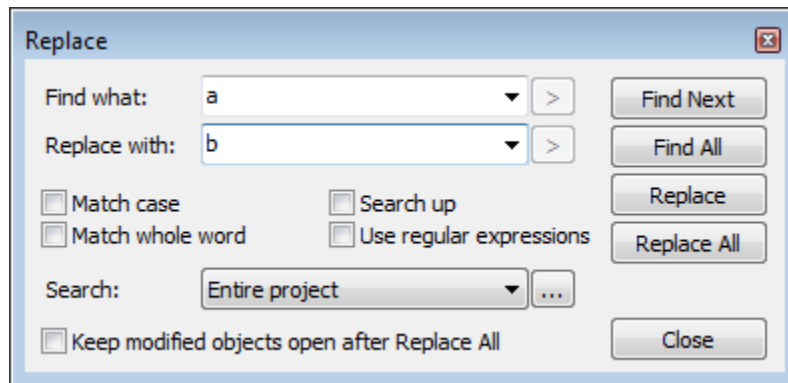 Replace
Find what: a > Find Next
Replace with: b > Find All
Match case Search up Replace
Match whole word Use regular expressions Replace All
Search: Entire project ...
Keep modified objects open after Replace All Close